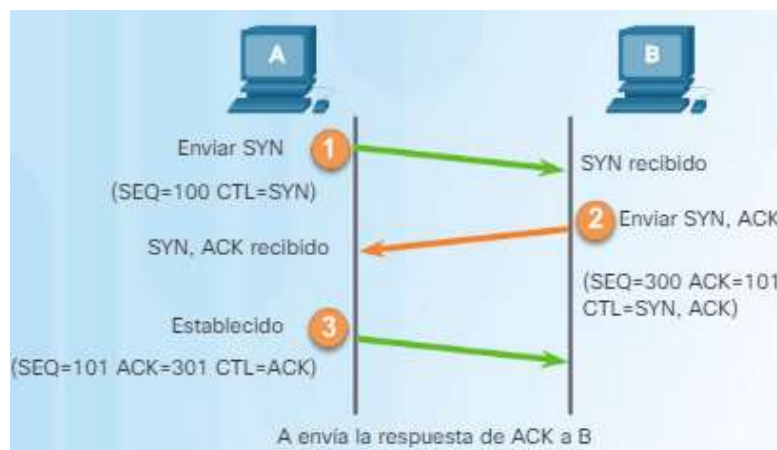 A
B
Enviar SYN
1
SYN recibido
(SEQ=100 CTL=SYN)
2
Enviar SYN, ACK
SYN, ACK recibido
(SEQ=300 ACK=101
CTL=SYN, ACK)
Establecido
3
(SEQ=101 ACK=301 CTL=ACK)
A envía la respuesta de ACK a B